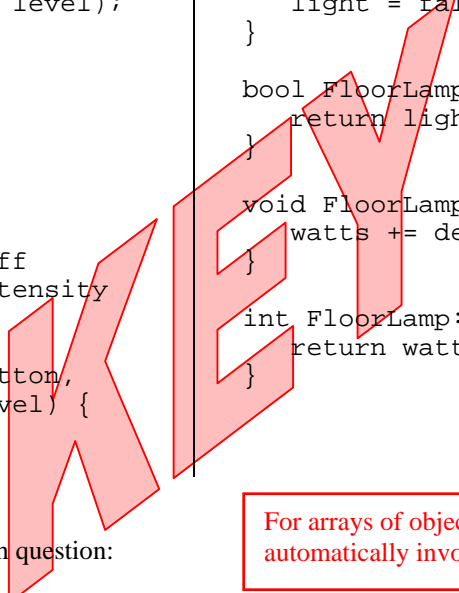 level);
ff
tensity
tton,
vel) {
n question:
light = fal
}
bool FloorLamp
return ligh
}
void FloorLamp
watts += de
}
int FloorLamp:
return watt
}
KEY
For arrays of objec
automatically invo